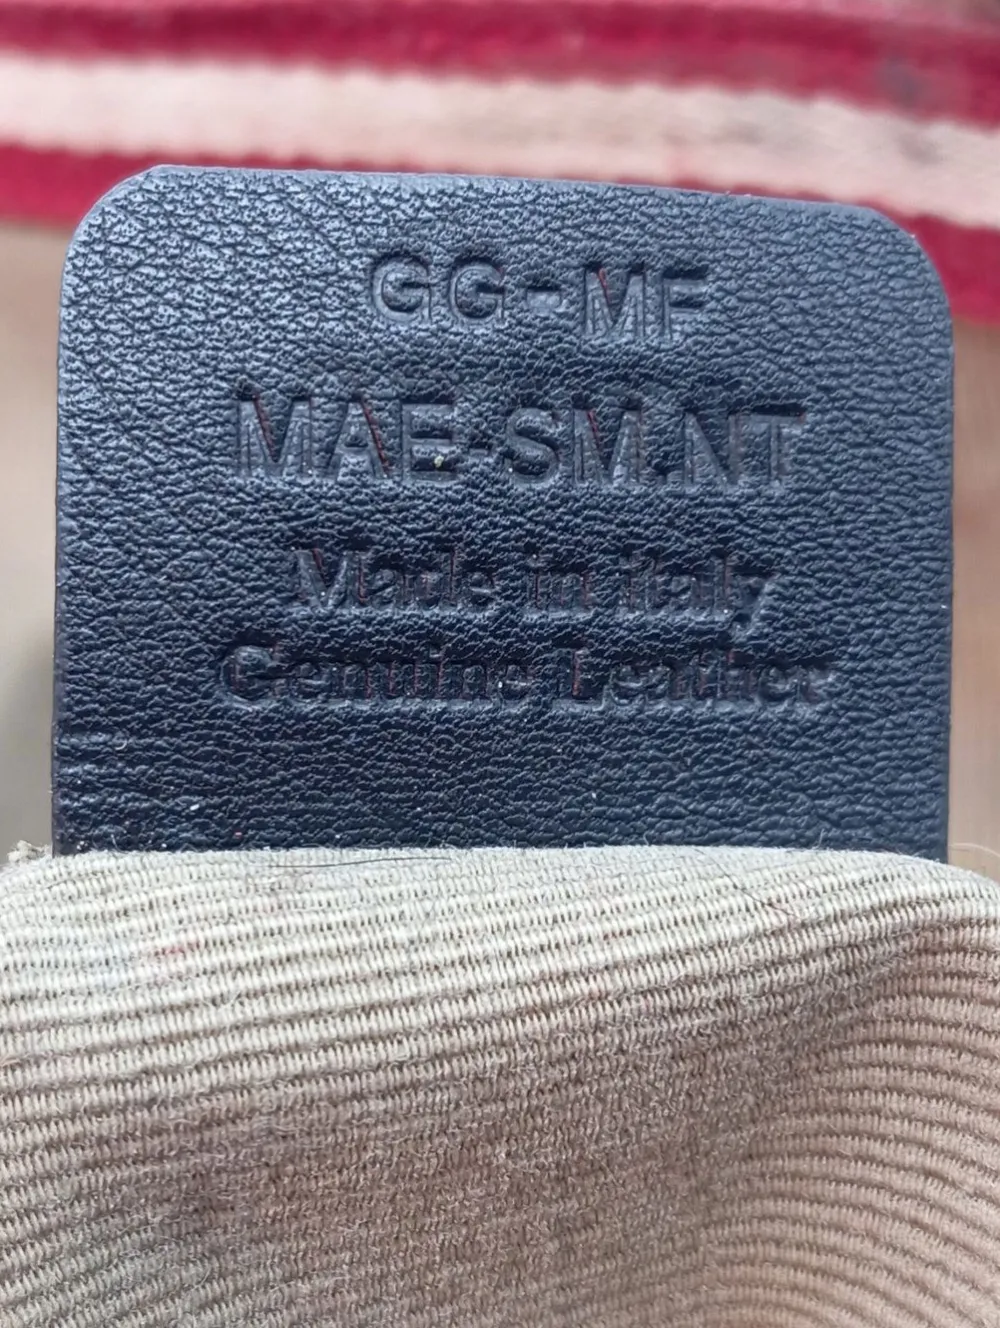 GG-MF
MAE-SM.NT
Made in italy
Genuine Leather